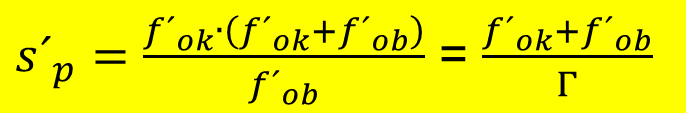 s´ₚ = f´ₒₖ·(f´ₒₖ+f´ₒb) / f´ₒb = f´ₒₖ+f´ₒb / Γ